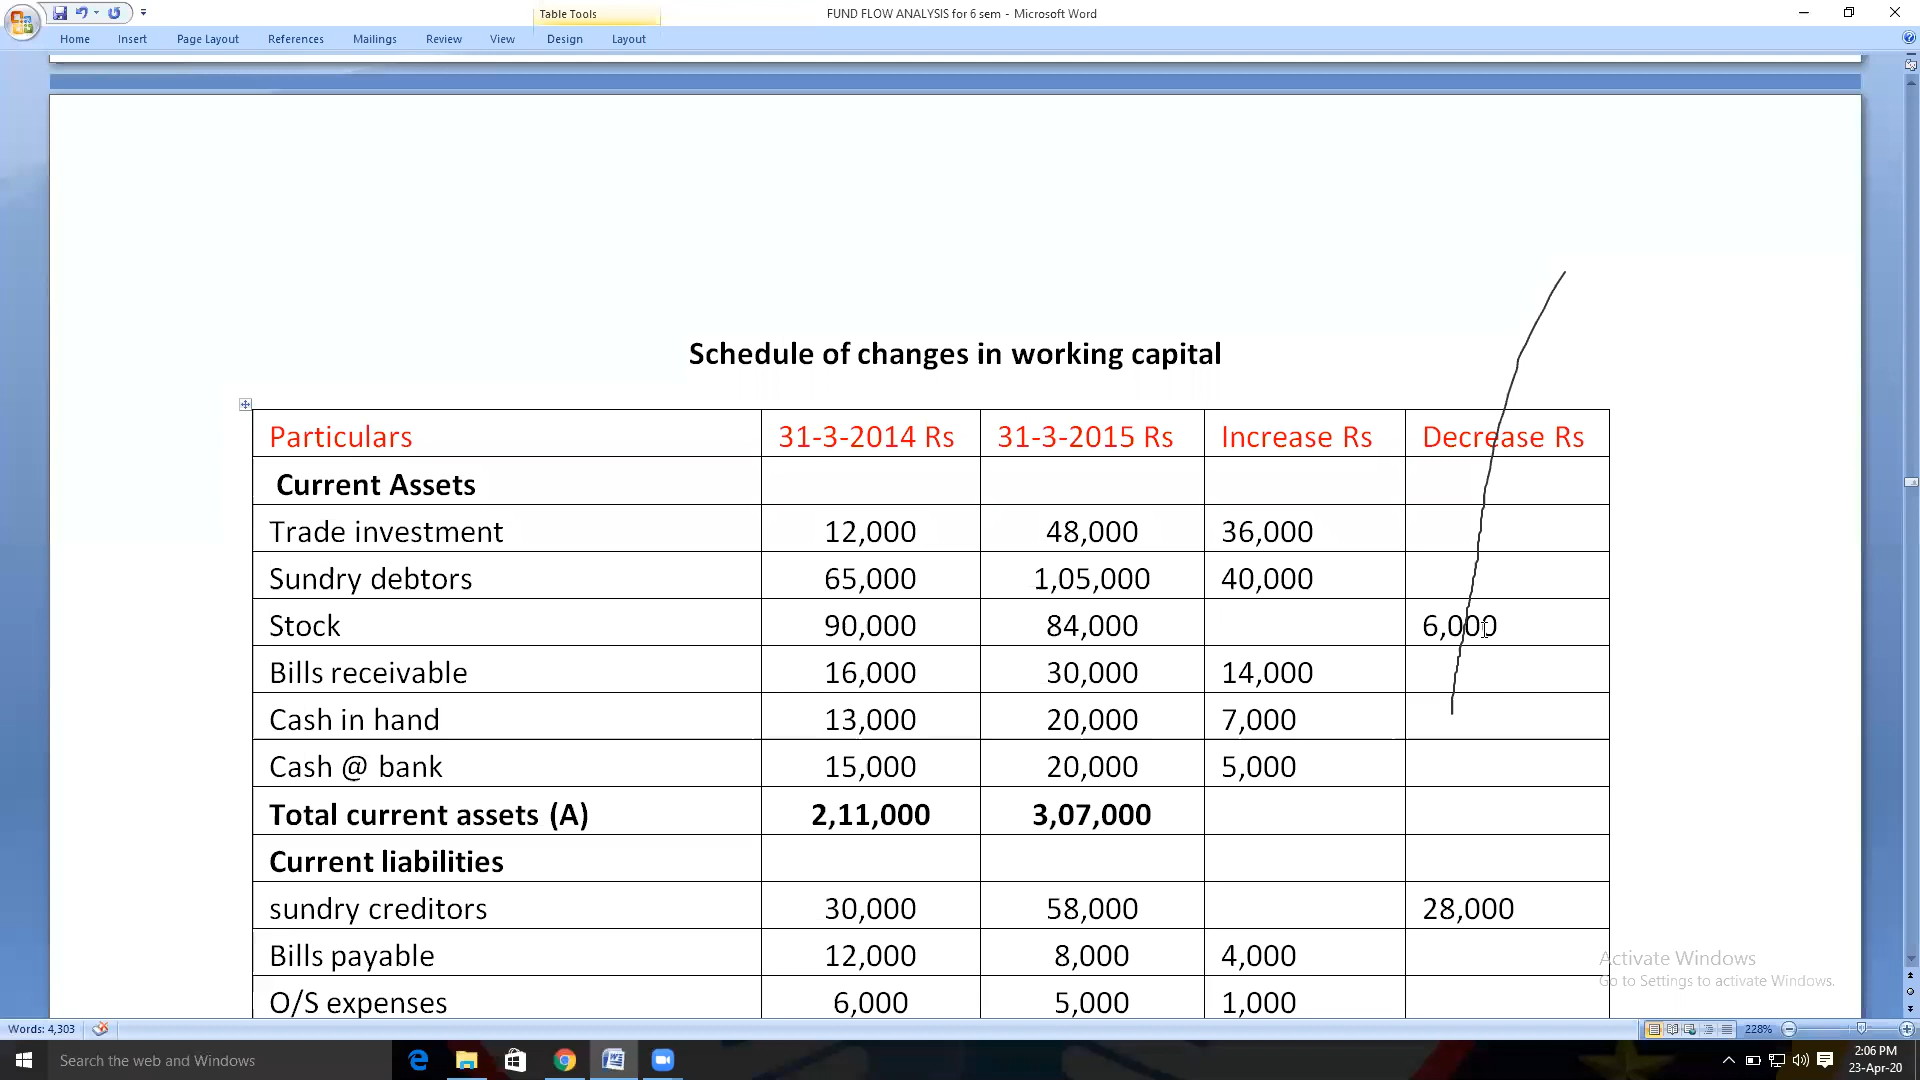 Table Tools
FUND FLOW ANALYSIS for 6 sem - Microsoft Word
Home Insert Page Layout References Mailings Review View Design Layout
Schedule of changes in working capital
Particulars 31-3-2014 Rs 31-3-2015 Rs Increase Rs Decrease Rs
Current Assets
Trade investment 12,000 48,000 36,000
Sundry debtors 65,000 1,05,000 40,000
Stock 90,000 84,000 6,000
Bills receivable 16,000 30,000 14,000
Cash in hand 13,000 20,000 7,000
Cash @ bank 15,000 20,000 5,000
Total current assets (A) 2,11,000 3,07,000
Current liabilities
sundry creditors 30,000 58,000 28,000
Bills payable 12,000 8,000 4,000
O/S expenses 6,000 5,000 1,000
Activate Windows
Go to Settings to activate Windows.
Words: 4,303 228%
Search the web and Windows
2:06 PM
23-Apr-20